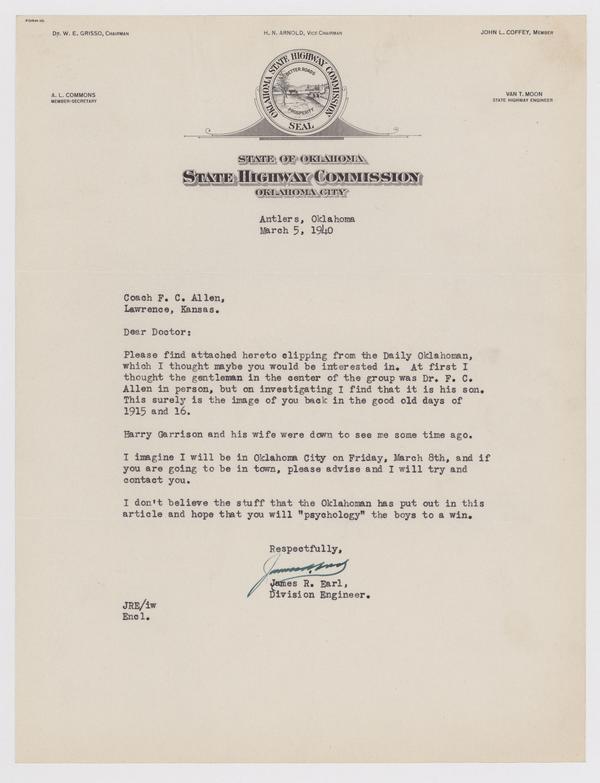 FORM 10.
DR. W. E. GRISSO, CHAIRMAN
H. N. ARNOLD, VICE CHAIRMAN
JOHN L. COFFEY, MEMBER
A. L. COMMONS
MEMBER-SECRETARY
VAN T. MOON
STATE HIGHWAY ENGINEER
OKLAHOMA STATE HIGHWAY COMMISSION
BETTER ROADS
PROSPERITY
SEAL
STATE OF OKLAHOMA
STATE HIGHWAY COMMISSION
OKLAHOMA CITY
Antlers, Oklahoma
March 5, 1940
Coach F. C. Allen,
Lawrence, Kansas.
Dear Doctor:
Please find attached hereto clipping from the Daily Oklahoman,
which I thought maybe you would be interested in. At first I
thought the gentleman in the center of the group was Dr. F. C.
Allen in person, but on investigating I find that it is his son.
This surely is the image of you back in the good old days of
1915 and 16.
Harry Garrison and his wife were down to see me some time ago.
I imagine I will be in Oklahoma City on Friday, March 8th, and if
you are going to be in town, please advise and I will try and
contact you.
I don't believe the stuff that the Oklahoman has put out in this
article and hope that you will "psychology" the boys to a win.
Respectfully,
James R. Earl,
Division Engineer.
JRE/iw
Encl.